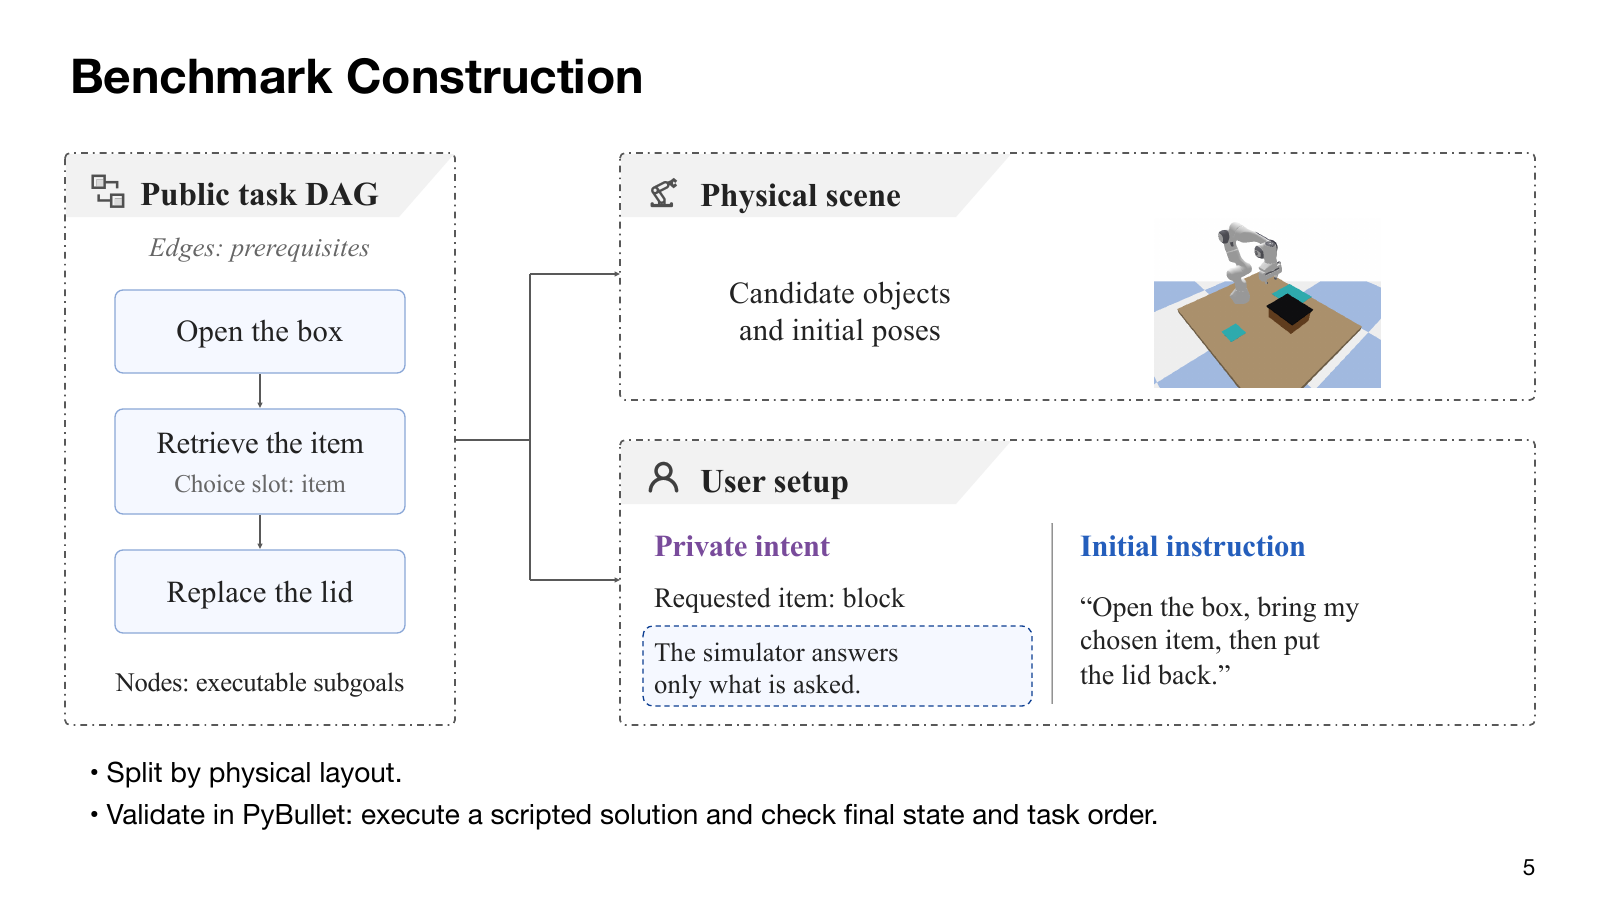 Benchmark Construction
Public task DAG
Edges: prerequisites
Open the box
Retrieve the item
Choice slot: item
Replace the lid
Nodes: executable subgoals
Physical scene
Candidate objects
and initial poses
User setup
Private intent
Requested item: block
The simulator answers
only what is asked.
Initial instruction
“Open the box, bring my
chosen item, then put
the lid back.”
• Split by physical layout.
• Validate in PyBullet: execute a scripted solution and check final state and task order.
5